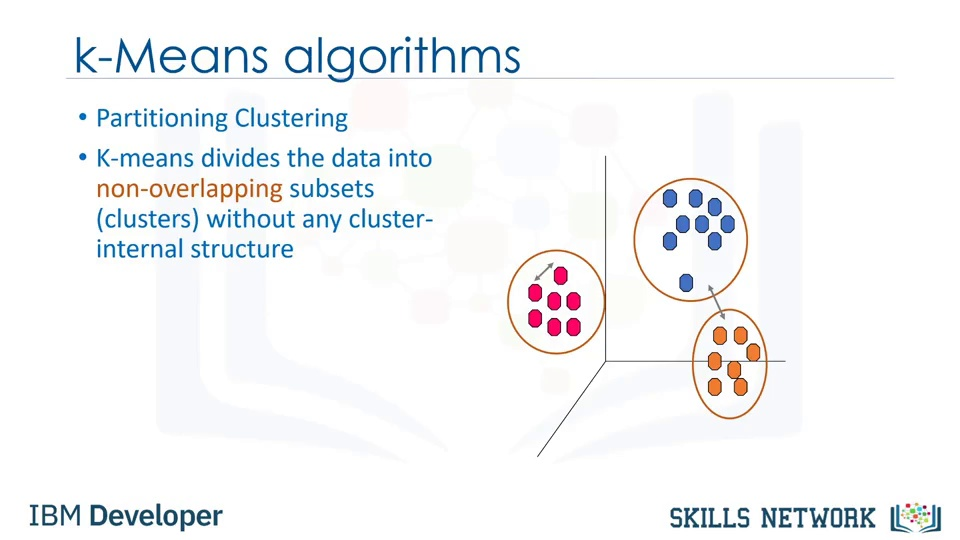 k-Means algorithms
• Partitioning Clustering
• K-means divides the data into
non-overlapping subsets
(clusters) without any cluster-
internal structure
IBM Developer
SKILLS NETWORK